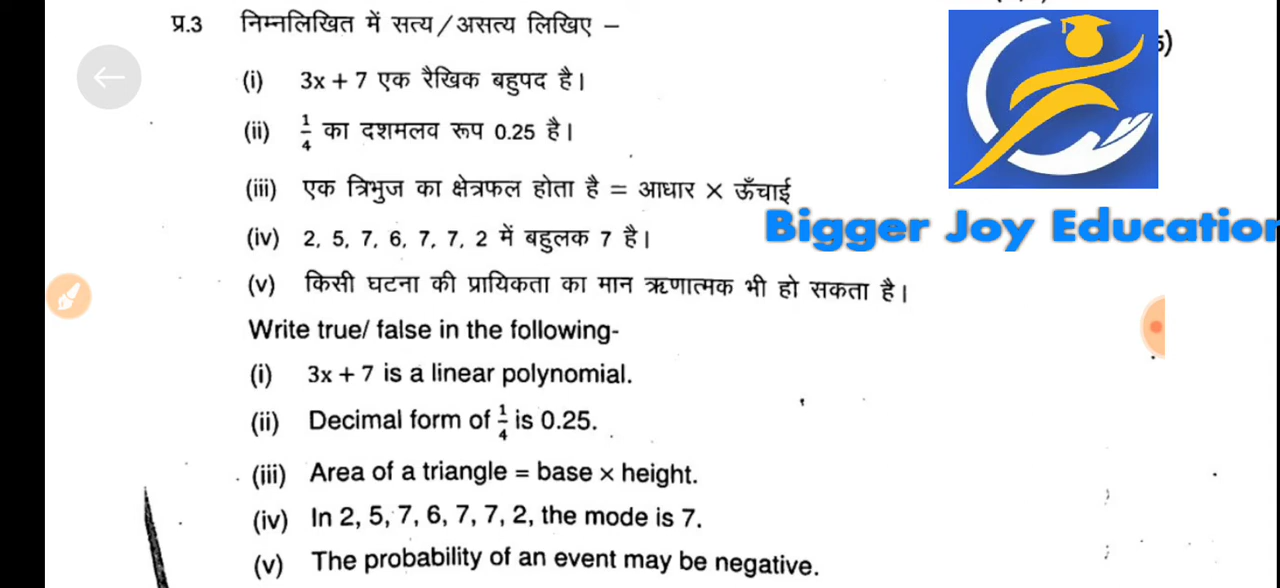 प्र.3 निम्नलिखित में सत्य/असत्य लिखिए –
5)
(i) 3x + 7 एक रैखिक बहुपद है।
(ii) 1/4 का दशमलव रूप 0.25 है।
(iii) एक त्रिभुज का क्षेत्रफल होता है = आधार × ऊँचाई
Bigger Joy Education
(iv) 2, 5, 7, 6, 7, 7, 2 में बहुलक 7 है।
(v) किसी घटना की प्रायिकता का मान ऋणात्मक भी हो सकता है।
Write true/ false in the following-
(i) 3x + 7 is a linear polynomial.
(ii) Decimal form of 1/4 is 0.25.
(iii) Area of a triangle = base × height.
(iv) In 2, 5, 7, 6, 7, 7, 2, the mode is 7.
(v) The probability of an event may be negative.